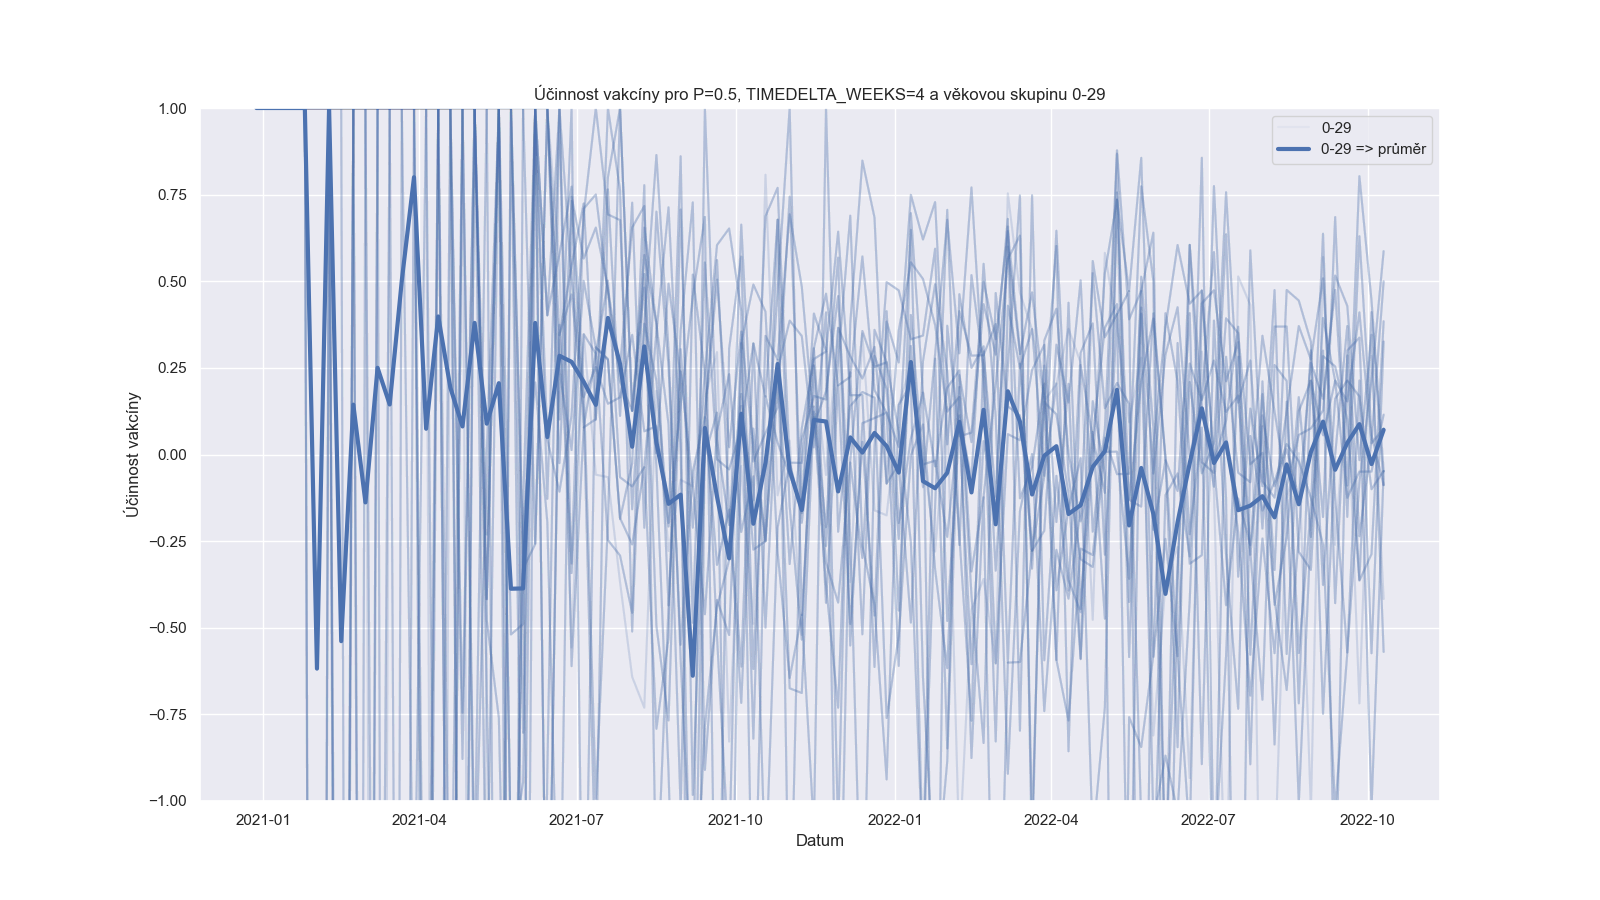 Účinnost vakcíny pro P=0.5, TIMEDELTA_WEEKS=4 a věkovou skupinu 0-29
0-29
0-29 => průměr
Účinnost vakcíny
1.00
0.75
0.50
0.25
0.00
−0.25
−0.50
−0.75
−1.00
2021-01 2021-04 2021-07 2021-10 2022-01 2022-04 2022-07 2022-10
Datum